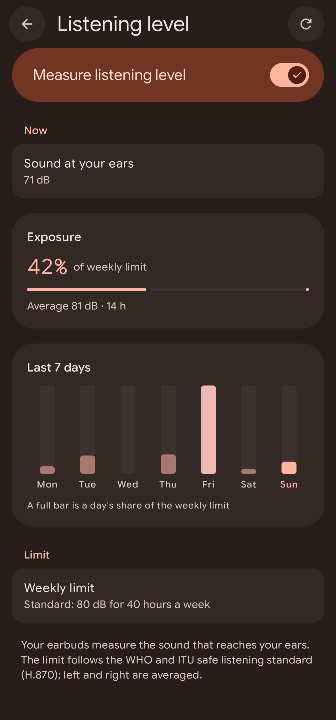 Listening level
Measure listening level
Now
Sound at your ears
71 dB
Exposure
42% of weekly limit
Average 81 dB · 14 h
Last 7 days
Mon Tue Wed Thu Fri Sat Sun
A full bar is a day's share of the weekly limit
Limit
Weekly limit
Standard: 80 dB for 40 hours a week
Your earbuds measure the sound that reaches your ears.
The limit follows the WHO and ITU safe listening standard
(H.870); left and right are averaged.